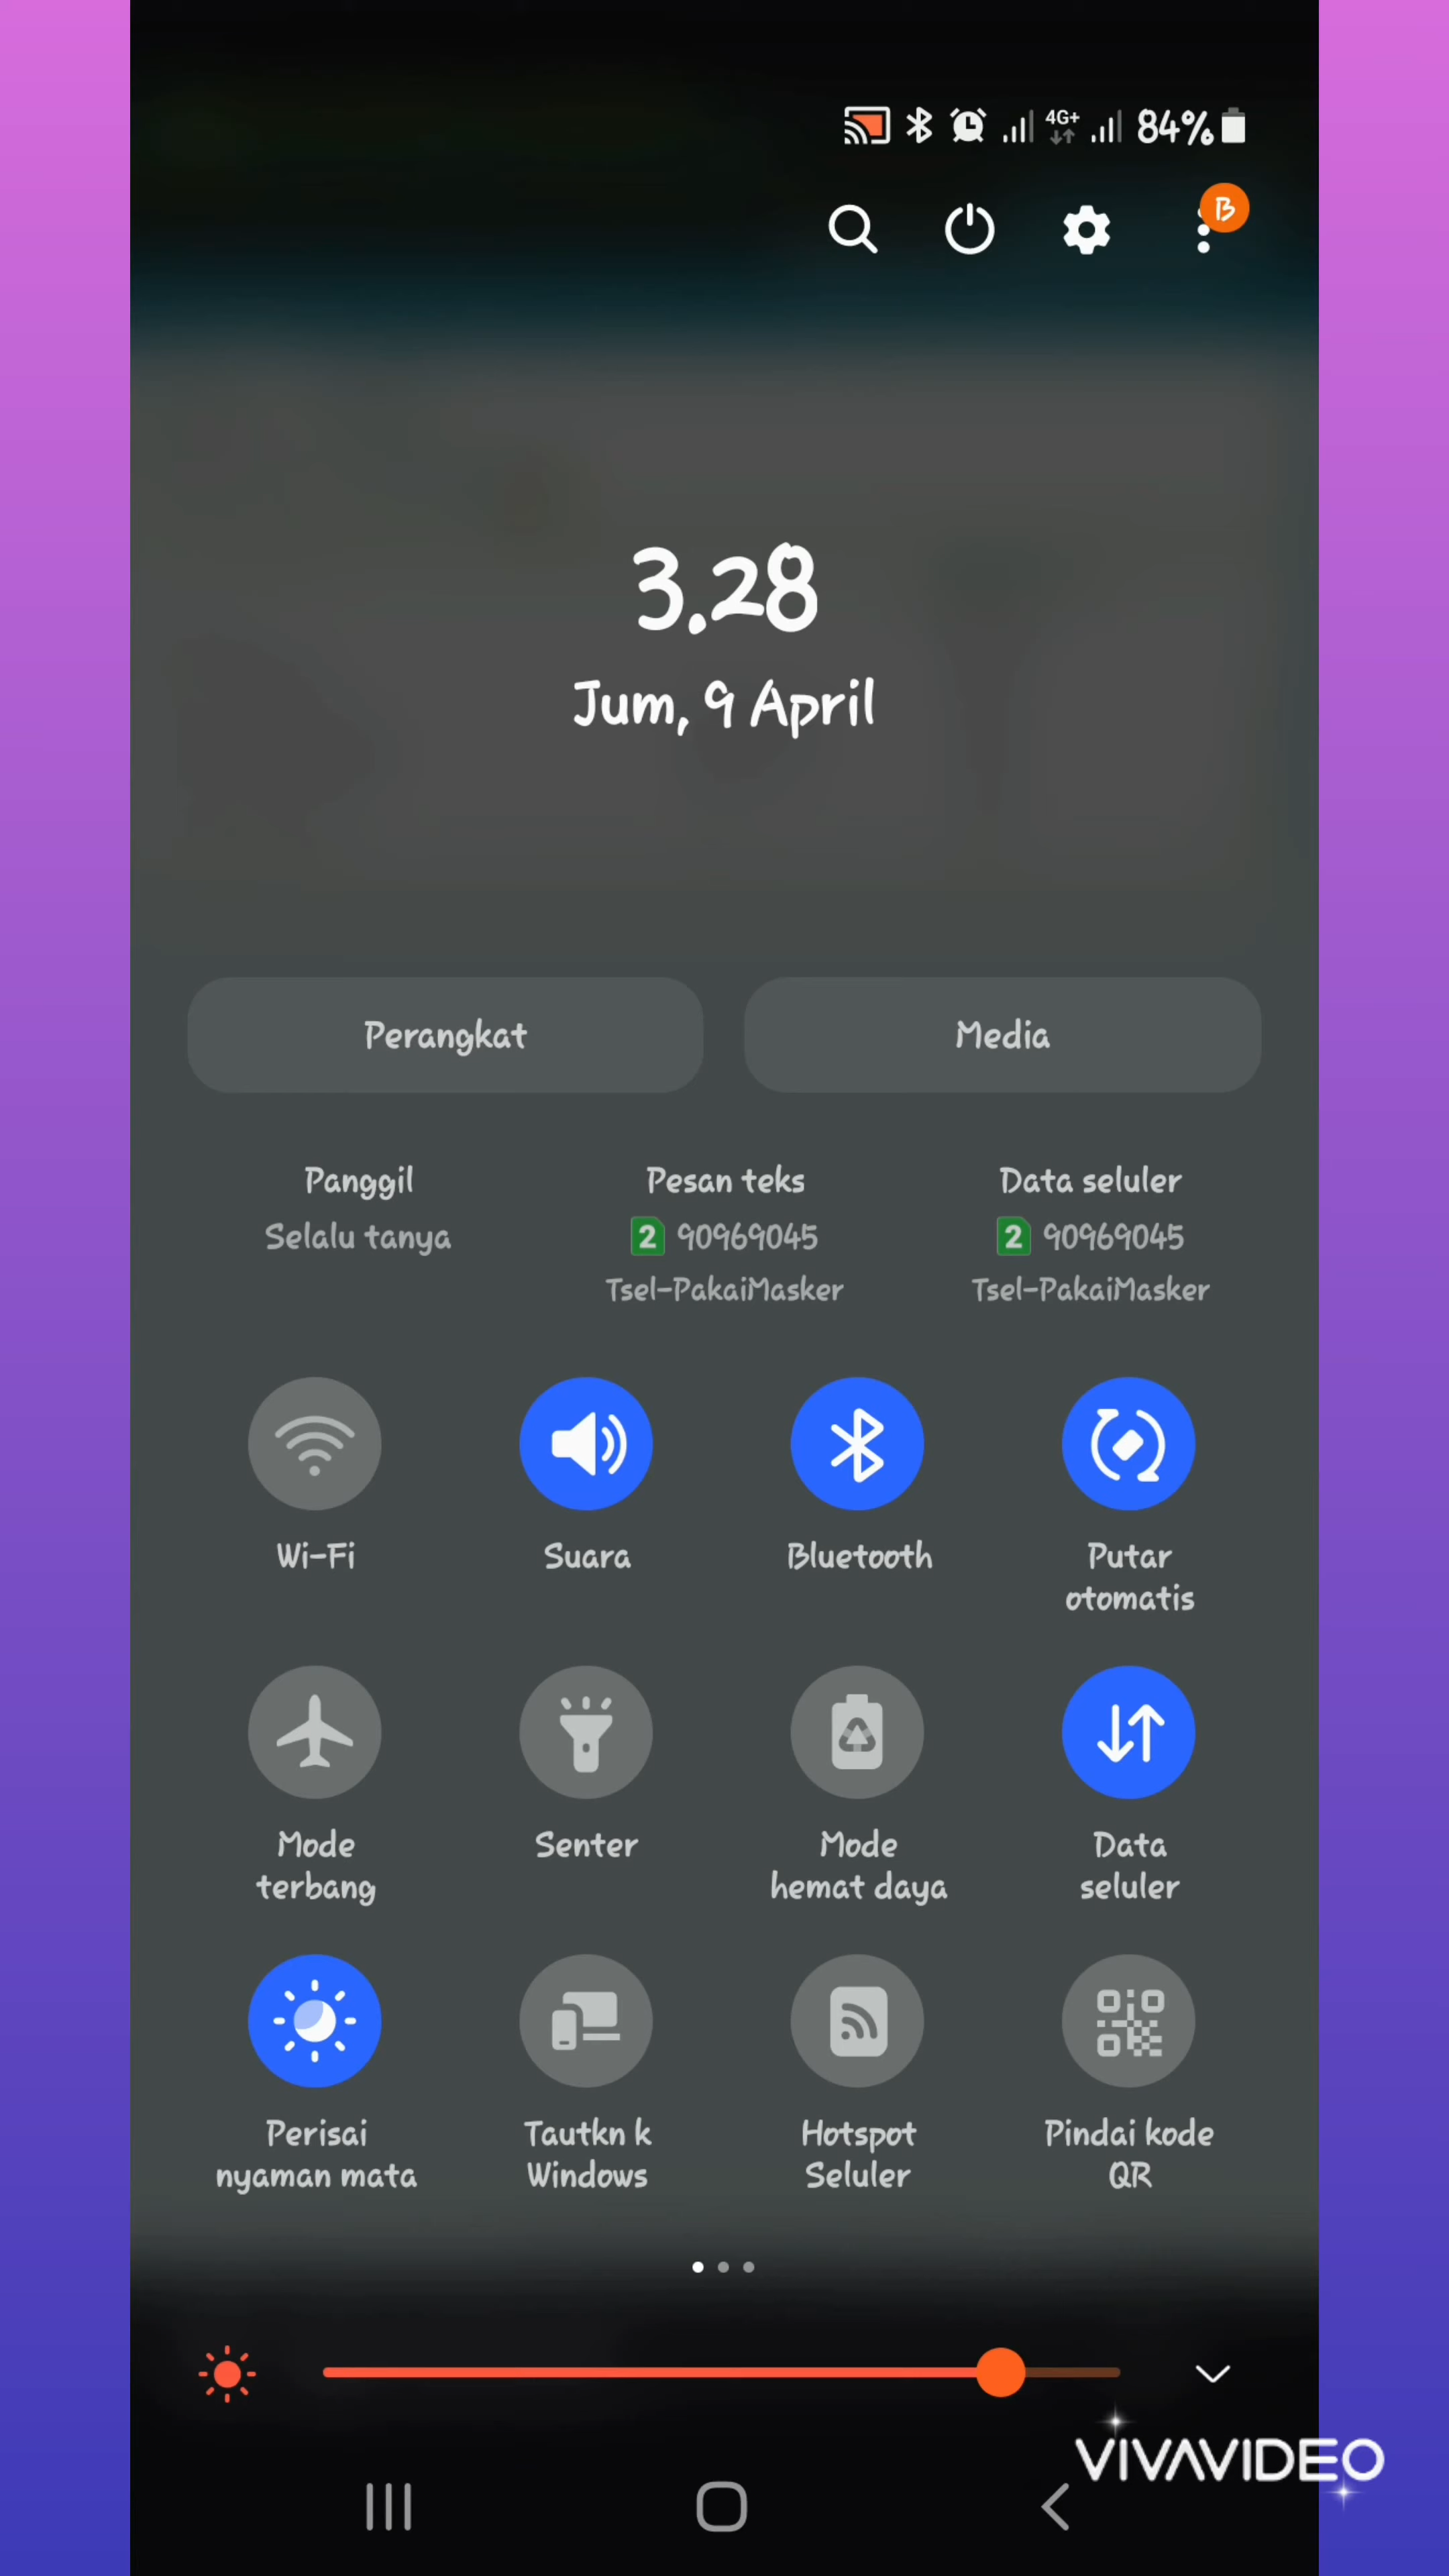 4G+ 84%
B
3.28
Jum, 9 April
Perangkat Media
Panggil Pesan teks Data seluler
Selalu tanya 2 90969045 2 90969045
Tsel-PakaiMasker Tsel-PakaiMasker
Wi-Fi Suara Bluetooth Putar
otomatis
Mode Senter Mode Data
terbang hemat daya seluler
Perisai Tautkn k Hotspot Pindai kode
nyaman mata Windows Seluler QR
VIVAVIDEO